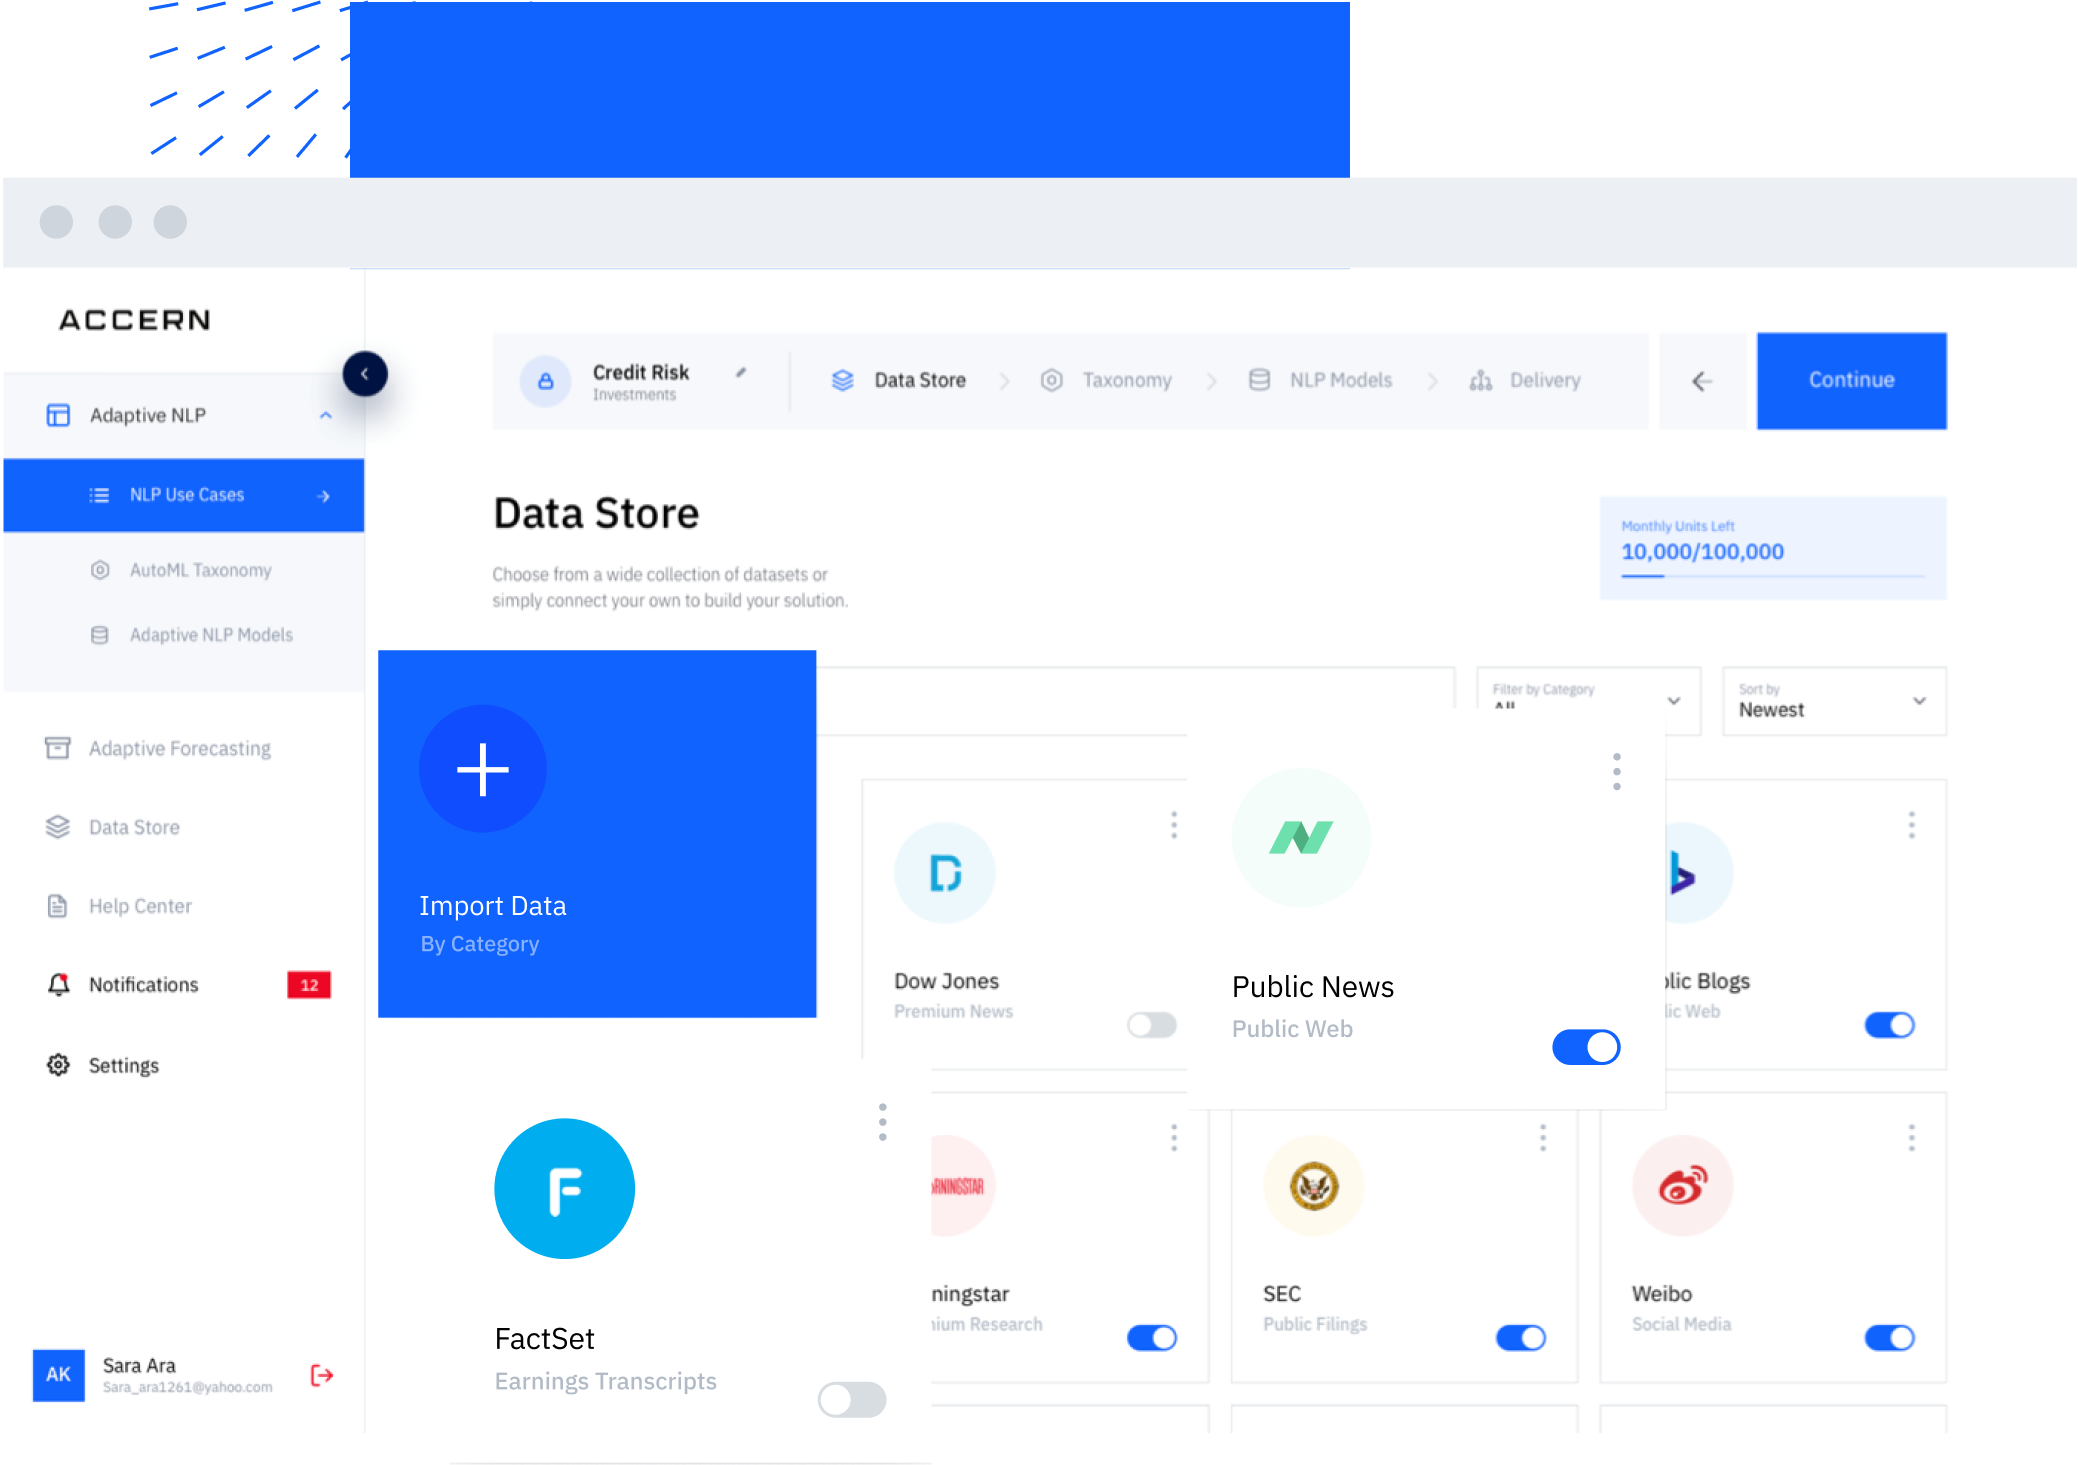 ACCERN
Adaptive NLP
NLP Use Cases
AutoML Taxonomy
Adaptive NLP Models
Adaptive Forecasting
Data Store
Help Center
Notifications
12
Settings
AK
Sara Ara
Sara_ara1261@yahoo.com
Credit Risk
Investments
Data Store
Taxonomy
NLP Models
Delivery
Continue
Data Store
Choose from a wide collection of datasets or
simply connect your own to build your solution.
Monthly Units Left
10,000/100,000
Filter by Category
All
Sort by
Newest
Import Data
By Category
Dow Jones
Premium News
Public News
Public Web
lic Blogs
lic Web
FactSet
Earnings Transcripts
RNINGSTAR
ningstar
ium Research
SEC
Public Filings
Weibo
Social Media